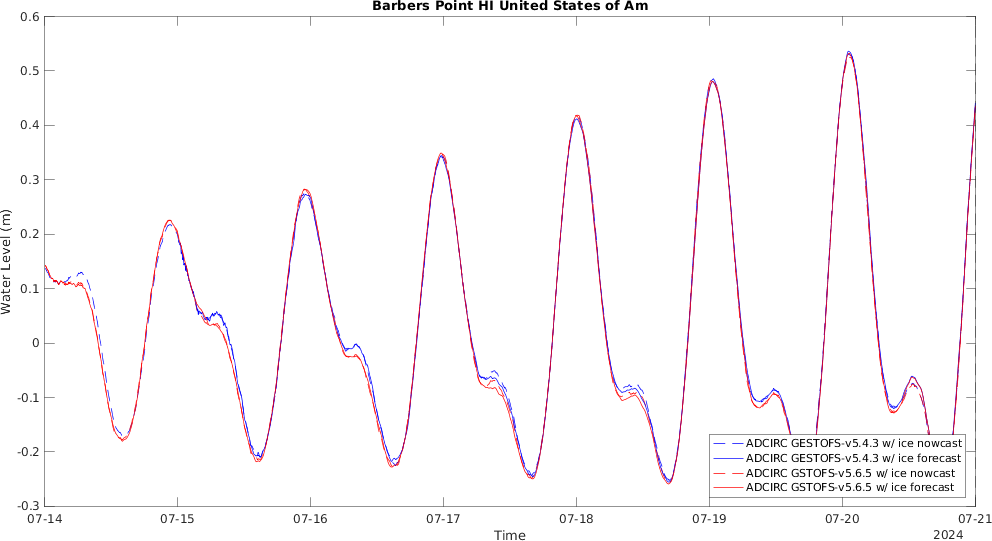 Barbers Point HI United States of Am
0.6
0.5
0.4
0.3
0.2
0.1
0
-0.1
-0.2
-0.3
Water Level (m)
07-14 07-15 07-16 07-17 07-18 07-19 07-20 07-21
Time
2024
ADCIRC GESTOFS-v5.4.3 w/ ice nowcast
ADCIRC GESTOFS-v5.4.3 w/ ice forecast
ADCIRC GSTOFS-v5.6.5 w/ ice nowcast
ADCIRC GSTOFS-v5.6.5 w/ ice forecast